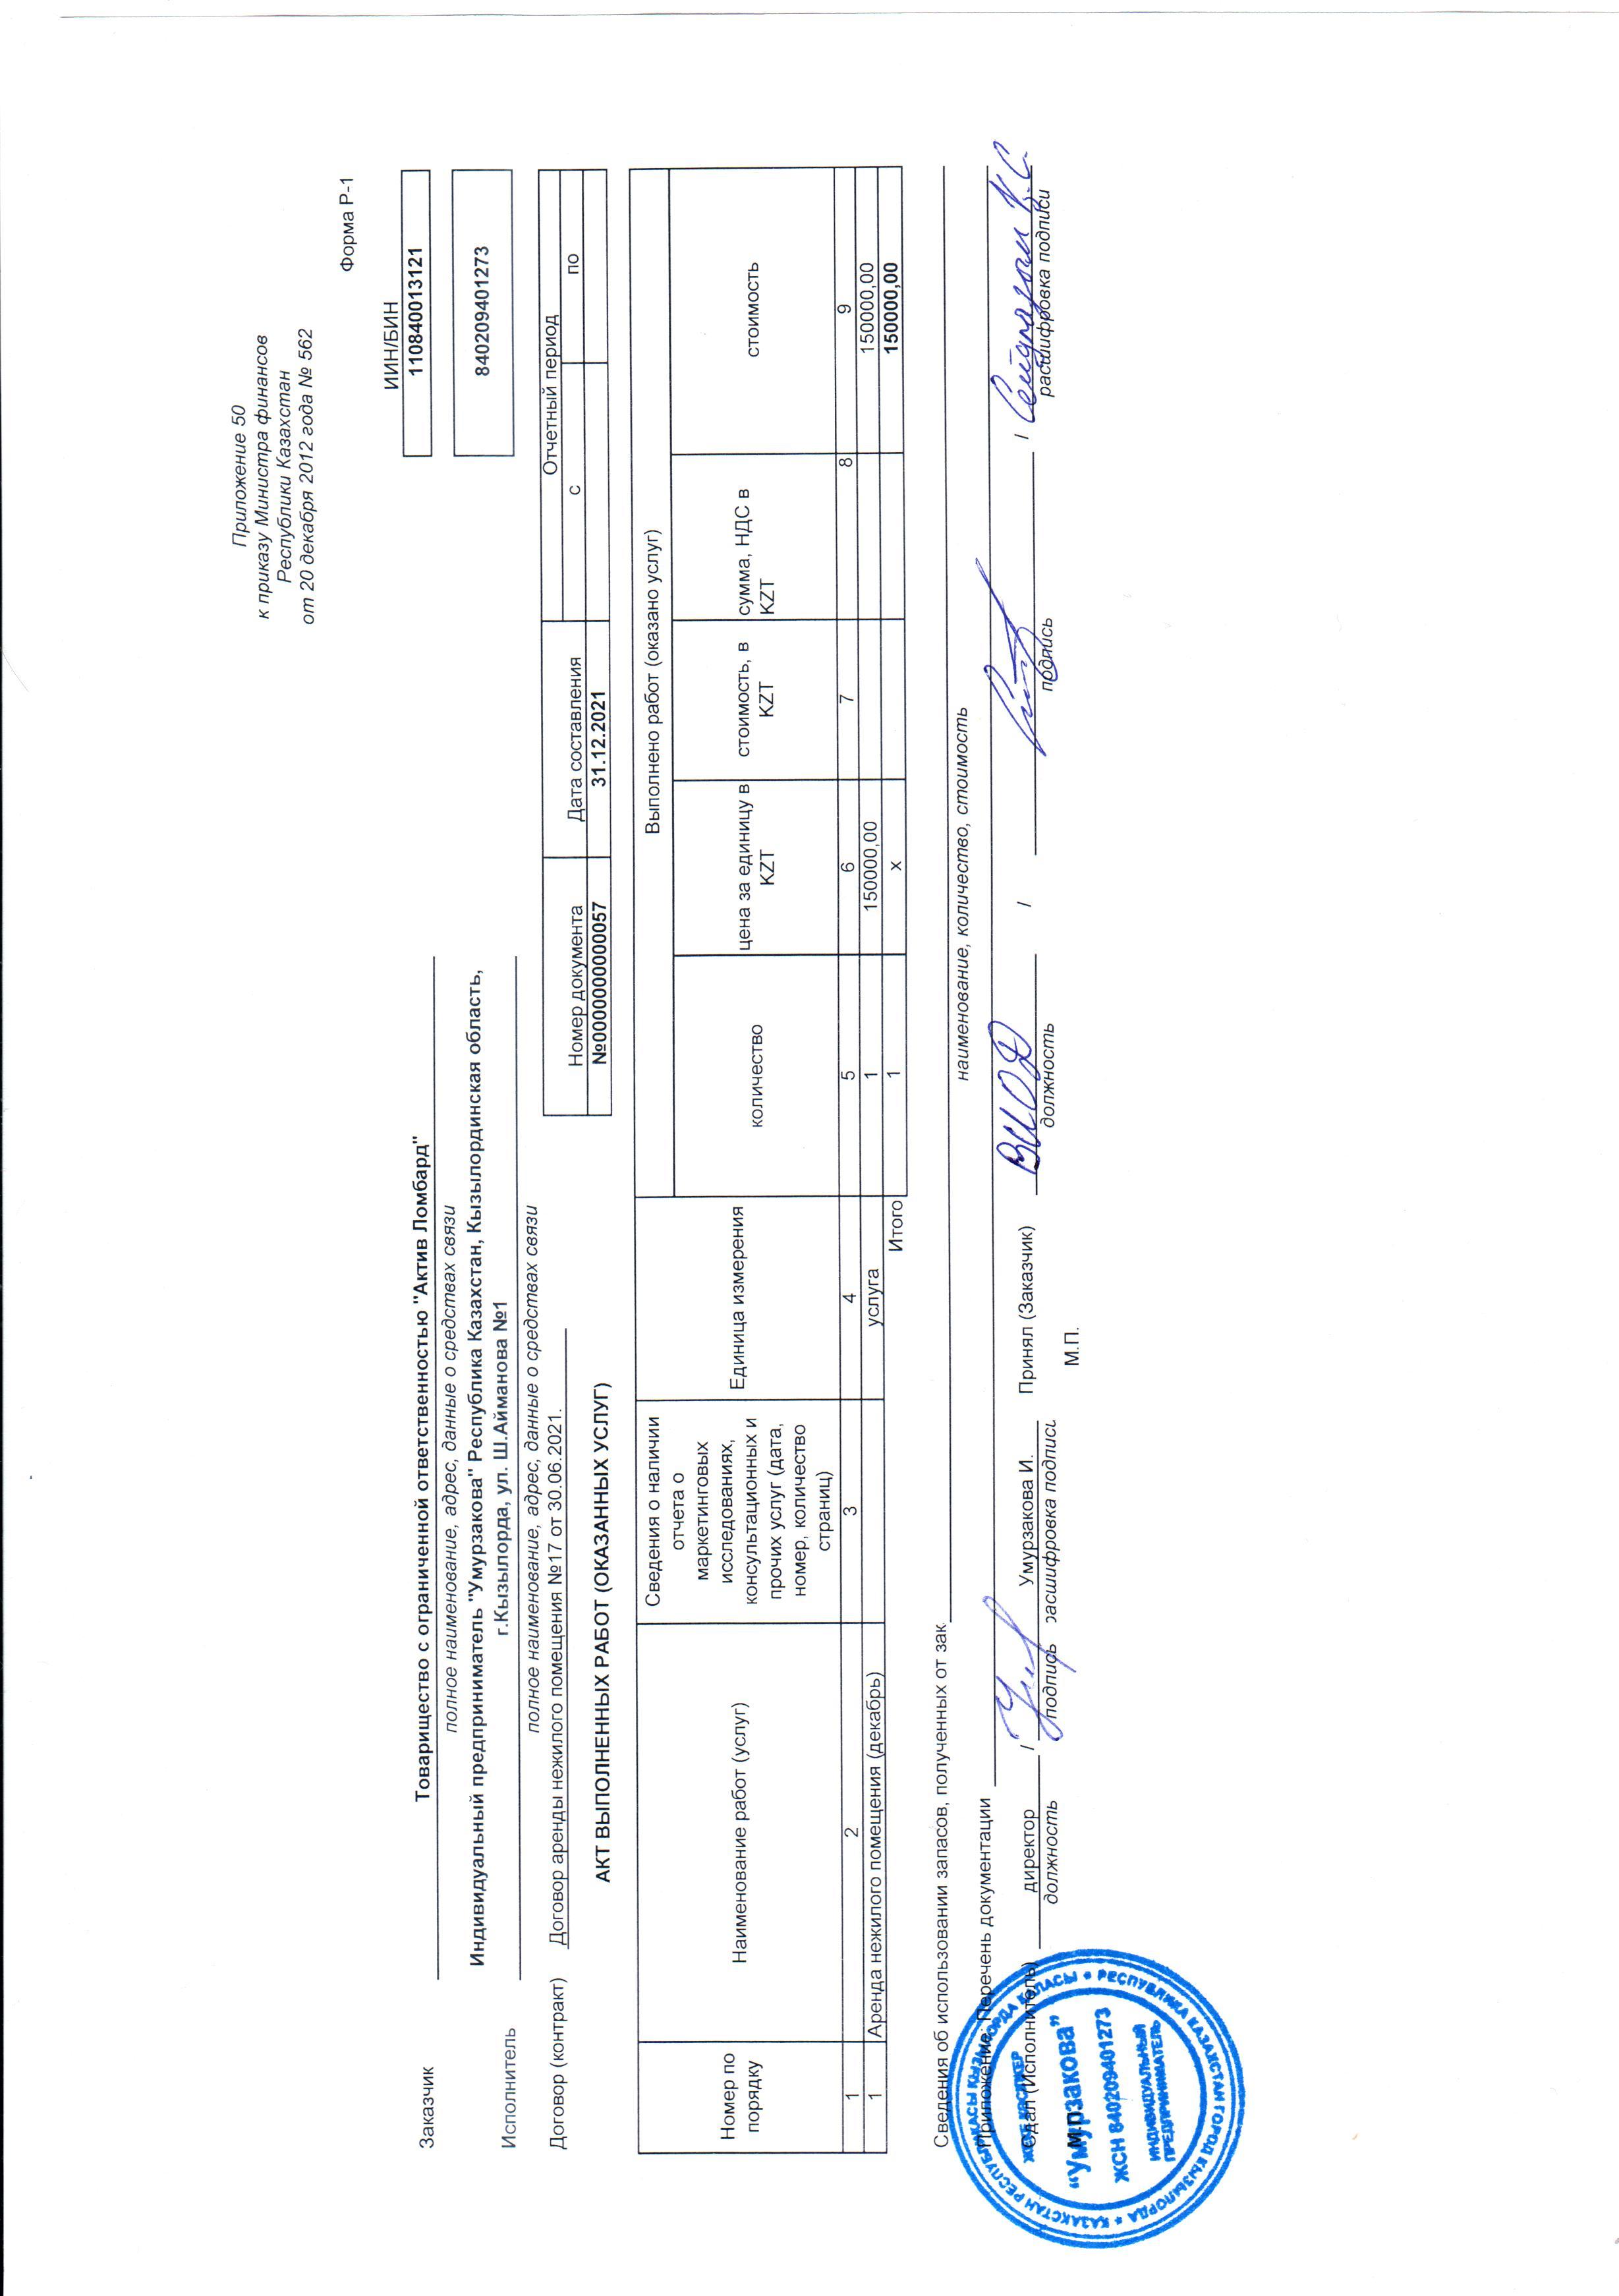 Приложение 50
к приказу Министра финансов
Республики Казахстан
от 20 декабря 2012 года № 562
Форма Р-1
ИИН/БИН
Заказчик Товарищество с ограниченной ответственностью "Актив Ломбард" 110840013121
полное наименование, адрес, данные о средствах связи
Исполнитель Индивидуальный предприниматель "Умурзакова" Республика Казахстан, Кызылординская область, 840209401273
г.Кызылорда, ул. Ш.Айманова №1
полное наименование, адрес, данные о средствах связи
Договор (контракт) Договор аренды нежилого помещения №17 от 30.06.2021.
Номер документа Дата составления Отчетный период
с по
АКТ ВЫПОЛНЕННЫХ РАБОТ (ОКАЗАННЫХ УСЛУГ) №00000000057 31.12.2021
Номер по порядку Наименование работ (услуг) Сведения о наличии отчета о маркетинговых исследованиях, консультационных и прочих услуг (дата, номер, количество страниц) Единица измерения Выполнено работ (оказано услуг)
количество цена за единицу в KZT стоимость, в KZT сумма, НДС в KZT стоимость
1 2 3 4 5 6 7 8 9
1 Аренда нежилого помещения (декабрь) услуга 1 150000,00 150000,00
Итого 1 х 150000,00
Сведения об использовании запасов, полученных от зак
наименование, количество, стоимость
Приложение: Перечень документации
Сдал (Исполнитель) директор / Умурзакова И. Принял (Заказчик) / /
должность подпись расшифровка подписи должность подпись расшифровка подписи
М.П. М.П.
ҚАЗАҚСТАН РЕСПУБЛИКАСЫ ҚЫЗЫЛОРДА ҚАЛАСЫ
РЕСПУБЛИКА КАЗАХСТАН ГОРОД КЫЗЫЛОРДА
ЖЕКЕ КӘСІПКЕР
"Умурзакова"
ЖСН 840209401273
ИНДИВИДУАЛЬНЫЙ
ПРЕДПРИНИМАТЕЛЬ